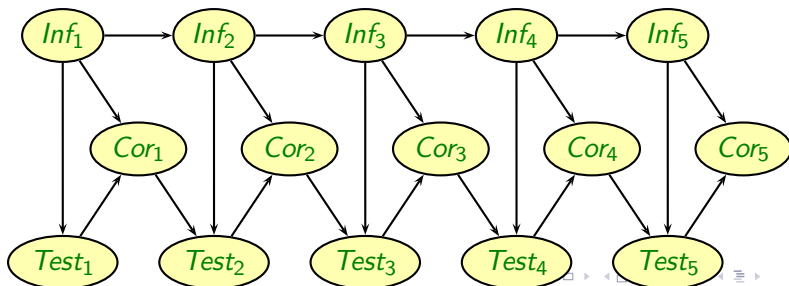 Inf₁ Inf₂ Inf₃ Inf₄ Inf₅
Cor₁ Cor₂ Cor₃ Cor₄ Cor₅
Test₁ Test₂ Test₃ Test₄ Test₅